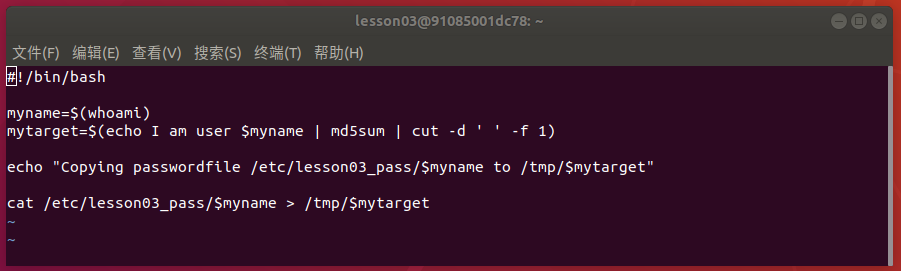 lesson03@91085001dc78: ~
文件(F) 编辑(E) 查看(V) 搜索(S) 终端(T) 帮助(H)
#!/bin/bash
myname=$(whoami)
mytarget=$(echo I am user $myname | md5sum | cut -d ' ' -f 1)
echo "Copying passwordfile /etc/lesson03_pass/$myname to /tmp/$mytarget"
cat /etc/lesson03_pass/$myname > /tmp/$mytarget
~
~